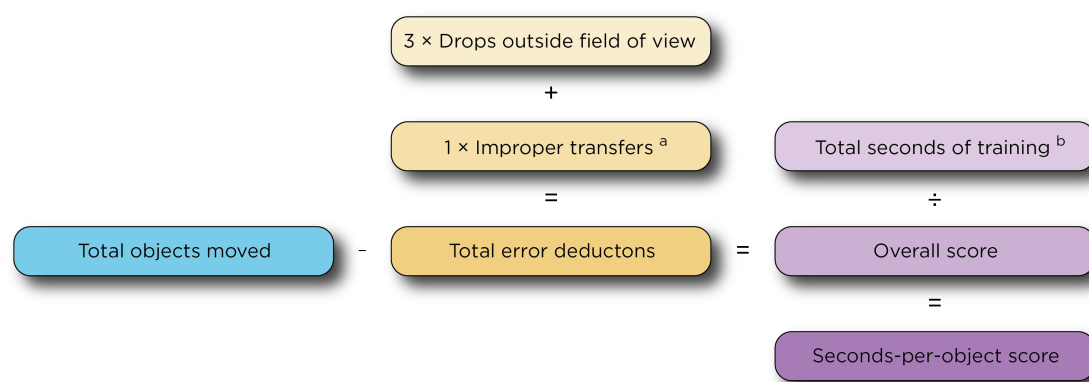 3 × Drops outside field of view
+
1 × Improper transfers a
=
Total seconds of training b
÷
Total objects moved
-
Total error deductons
=
Overall score
=
Seconds-per-object score